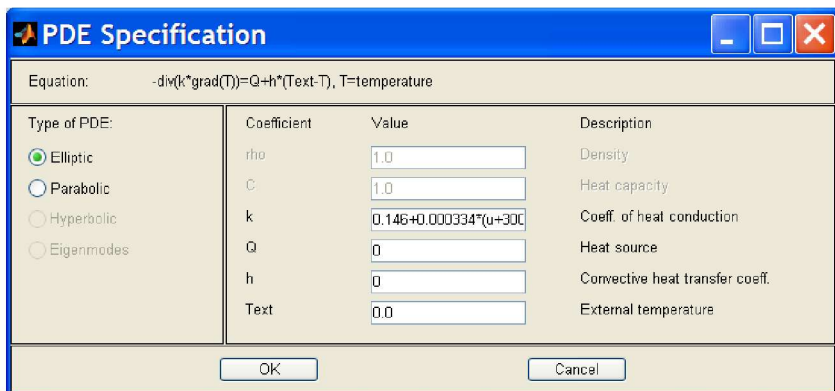 PDE Specification
Equation: -div(k*grad(T))=Q+h*(Text-T), T=temperature
Type of PDE: Coefficient Value Description
Elliptic rho 1.0 Density
Parabolic C 1.0 Heat capacity
Hyperbolic k 0.146+0.000334*(u+300 Coeff. of heat conduction
Eigenmodes Q 0 Heat source
h 0 Convective heat transfer coeff.
Text 0.0 External temperature
OK Cancel